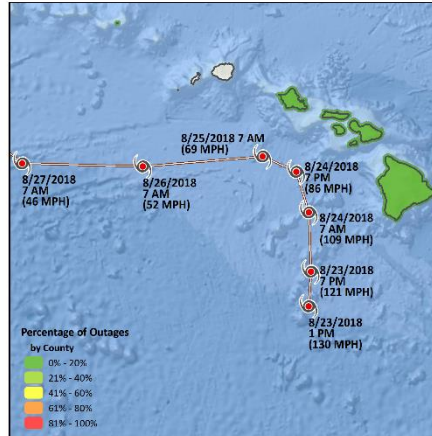 8/25/2018 7 AM
(69 MPH)
8/24/2018
7 PM
(86 MPH)
8/27/2018
7 AM
(46 MPH)
8/26/2018
7 AM
(52 MPH)
8/24/2018
7 AM
(109 MPH)
8/23/2018
7 PM
(121 MPH)
8/23/2018
1 PM
(130 MPH)
Percentage of Outages
by County
0% - 20%
21% - 40%
41% - 60%
61% - 80%
81% - 100%